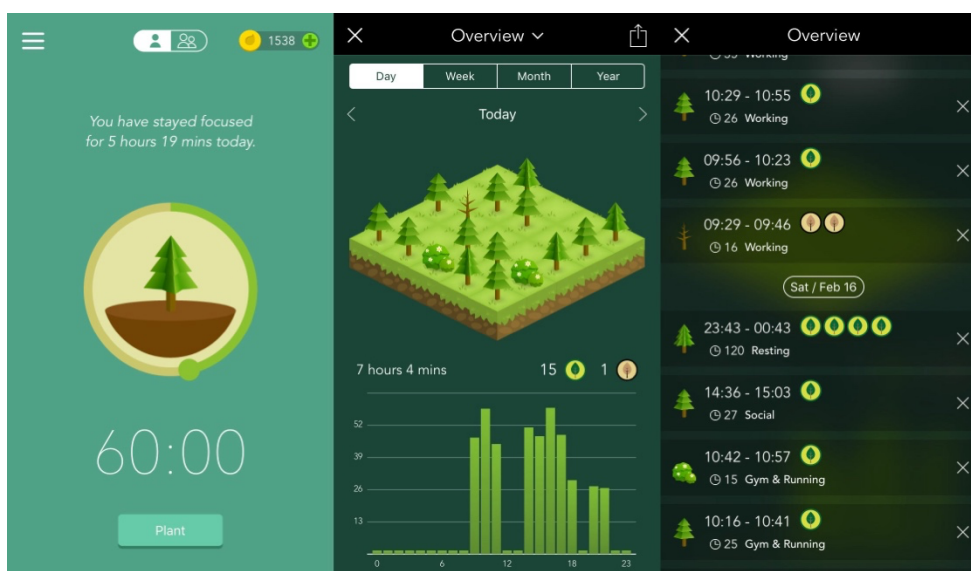 1538
You have stayed focused
for 5 hours 19 mins today.
60:00
Plant
Overview
Day Week Month Year
Today
7 hours 4 mins 15 1
52
39
26
13
0 6 12 18 23
Overview
10:29 - 10:55
26 Working
09:56 - 10:23
26 Working
09:29 - 09:46
16 Working
Sat / Feb 16
23:43 - 00:43
120 Resting
14:36 - 15:03
27 Social
10:42 - 10:57
15 Gym & Running
10:16 - 10:41
25 Gym & Running